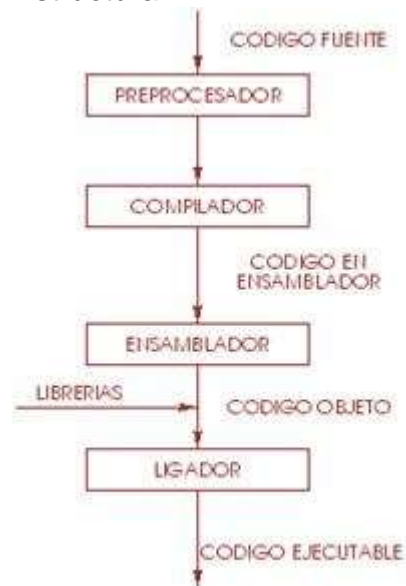 CODIGO FUENTE
PREPROCESADOR
COMPILADOR
CODIGO EN
ENSAMBLADOR
ENSAMBLADOR
LIBRERIAS
CODIGO OBJETO
LIGADOR
CODIGO EJECUTABLE